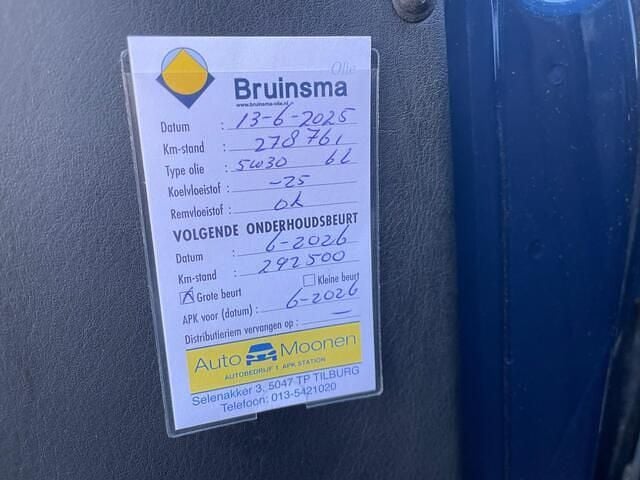 Olie
Bruinsma
www.bruinsma-olie.nl
Datum : 13-6-2025
Km-stand : 278761
Type olie : 5W30 6L
Koelvloeistof : -25
Remvloeistof : ok
VOLGENDE ONDERHOUDSBEURT
Datum : 6-2026
Km-stand : 292500
Grote beurt Kleine beurt
APK voor (datum) : 6-2026
Distributieriem vervangen op : —
Auto Moonen
AUTOBEDRIJF / APK STATION
Selenakker 3, 5047 TP TILBURG
Telefoon: 013-5421020